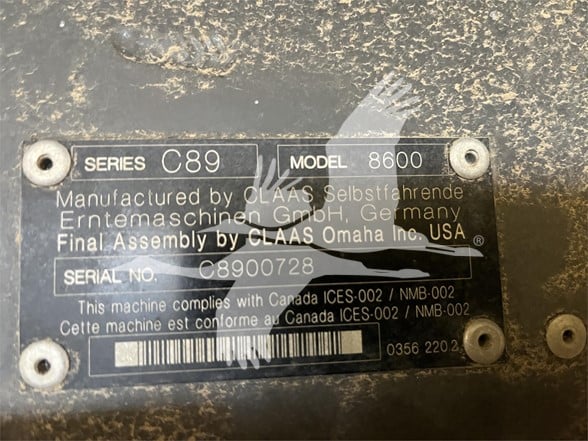 SERIES C89 MODEL 8600
Manufactured by CLAAS Selbstfahrende
Erntemaschinen GmbH, Germany
Final Assembly by CLAAS Omaha Inc. USA
SERIAL NO. C8900728
This machine complies with Canada ICES-002 / NMB-002
Cette machine est conforme au Canada ICES-002 / NMB-002
0356 220.2
®